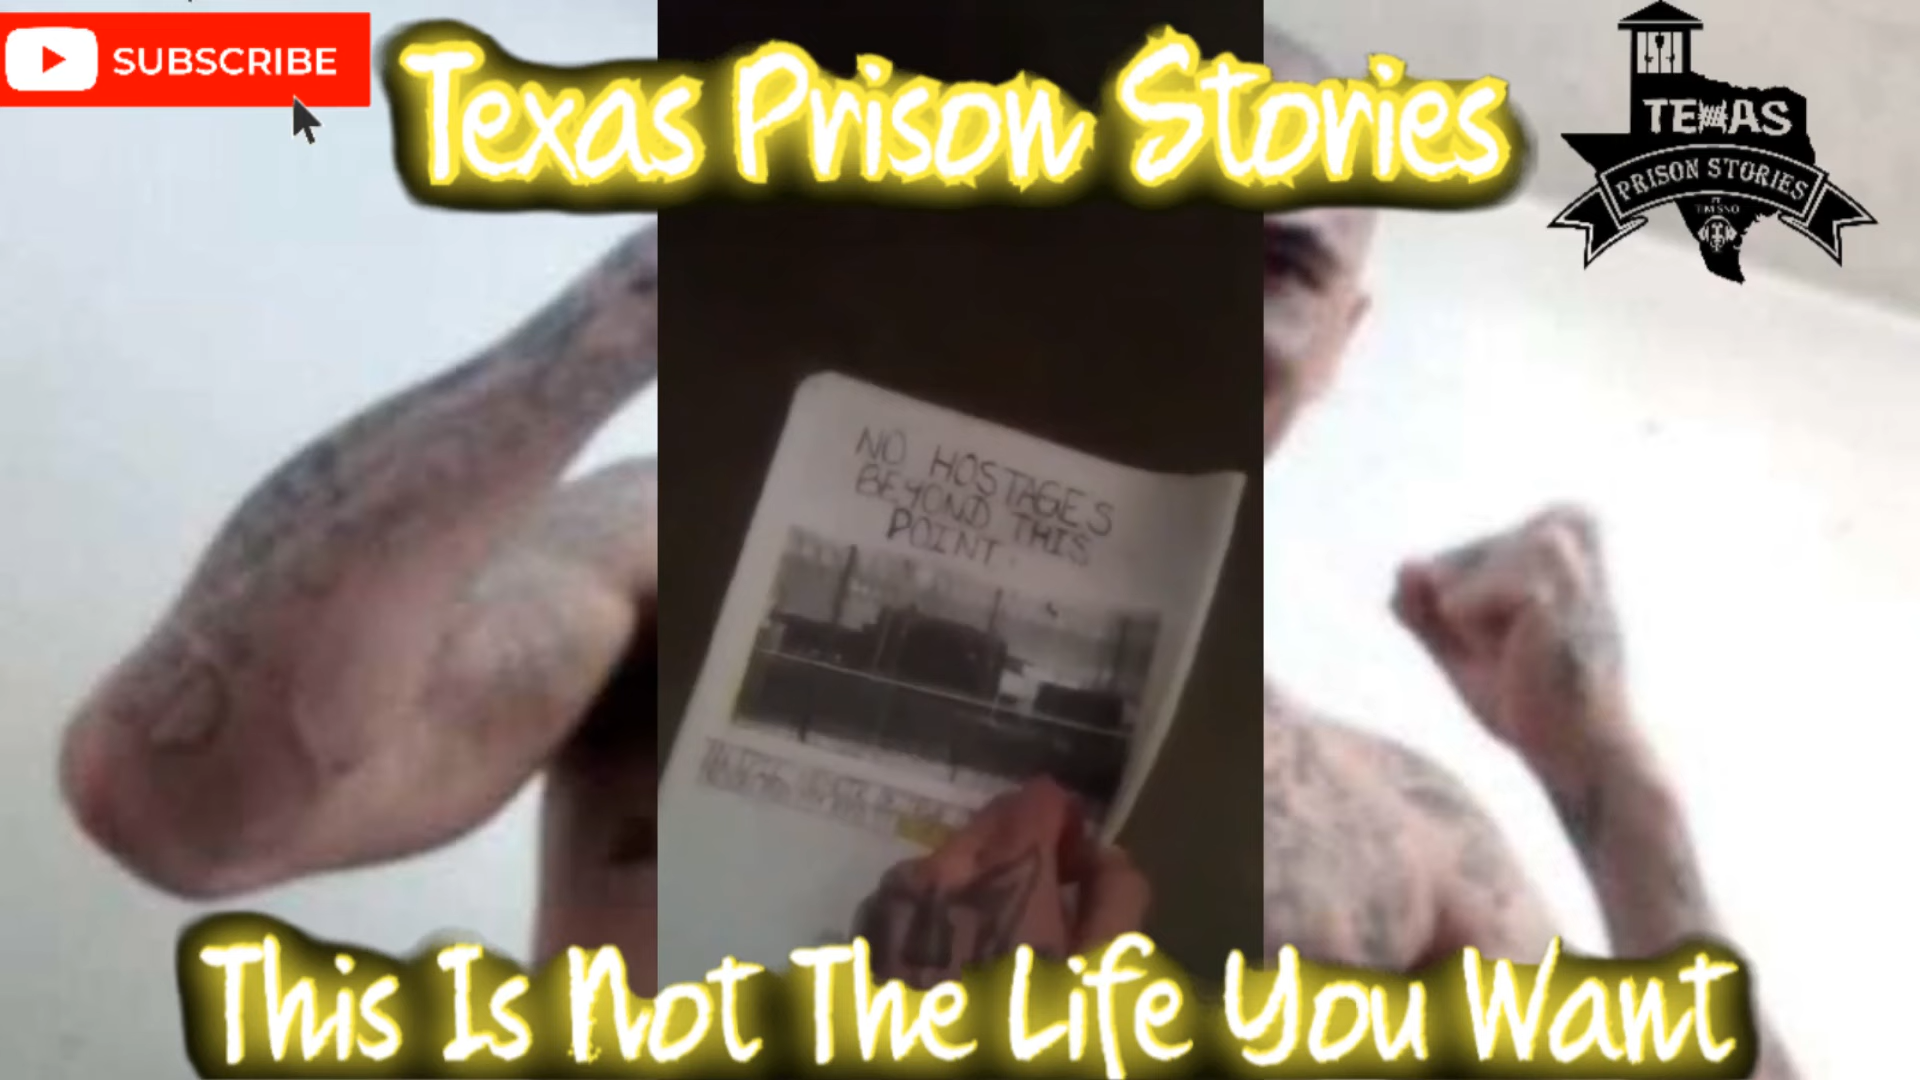 SUBSCRIBE
Texas Prison Stories
TEXAS
PRISON STORIES
NO HOSTAGES
BEYOND THIS
POINT.
This Is Not The Life You Want